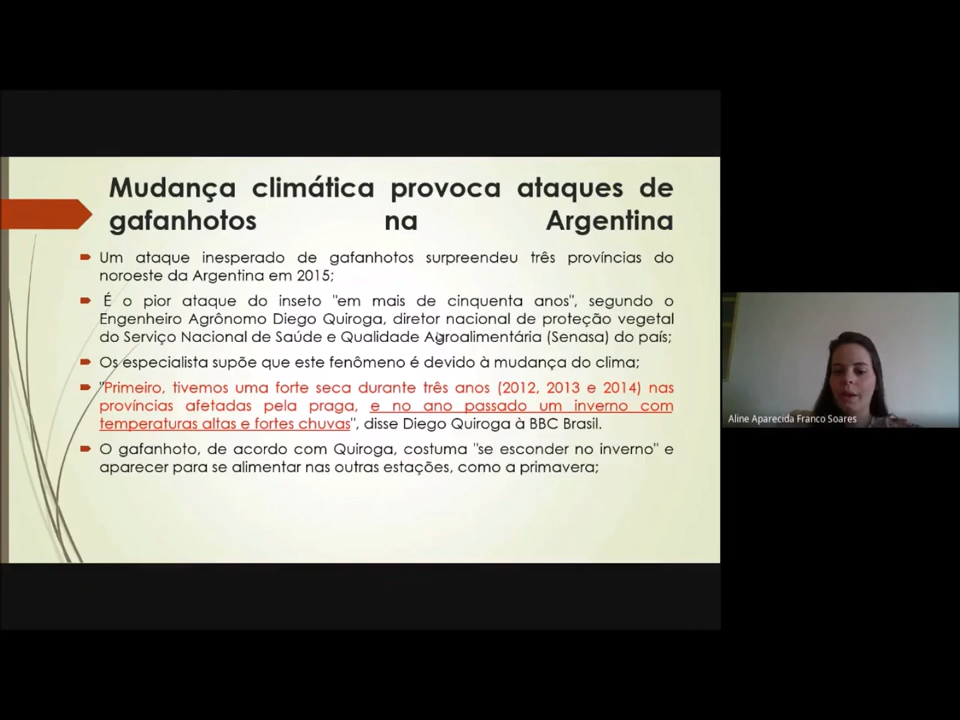 Mudança climática provoca ataques de
gafanhotos na Argentina
Um ataque inesperado de gafanhotos surpreendeu três províncias do
noroeste da Argentina em 2015;
É o pior ataque do inseto "em mais de cinquenta anos", segundo o
Engenheiro Agrônomo Diego Quiroga, diretor nacional de proteção vegetal
do Serviço Nacional de Saúde e Qualidade Agroalimentária (Senasa) do país;
Os especialista supõe que este fenômeno é devido à mudança do clima;
"Primeiro, tivemos uma forte seca durante três anos (2012, 2013 e 2014) nas
províncias afetadas pela praga, e no ano passado um inverno com
temperaturas altas e fortes chuvas", disse Diego Quiroga à BBC Brasil.
O gafanhoto, de acordo com Quiroga, costuma "se esconder no inverno" e
aparecer para se alimentar nas outras estações, como a primavera;
Aline Aparecida Franco Soares